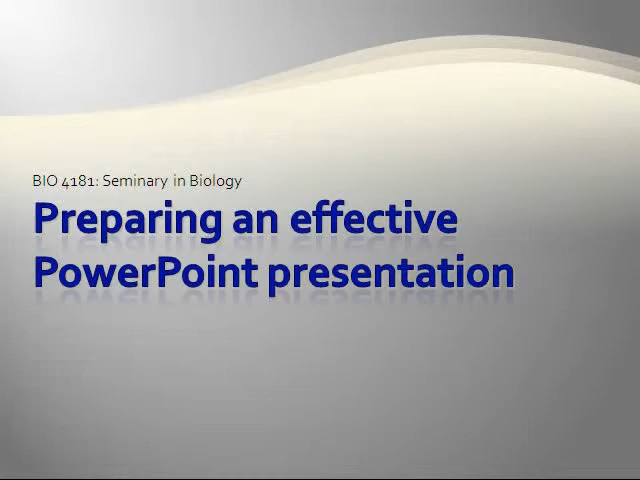 BIO 4181: Seminary in Biology
Preparing an effective
PowerPoint presentation